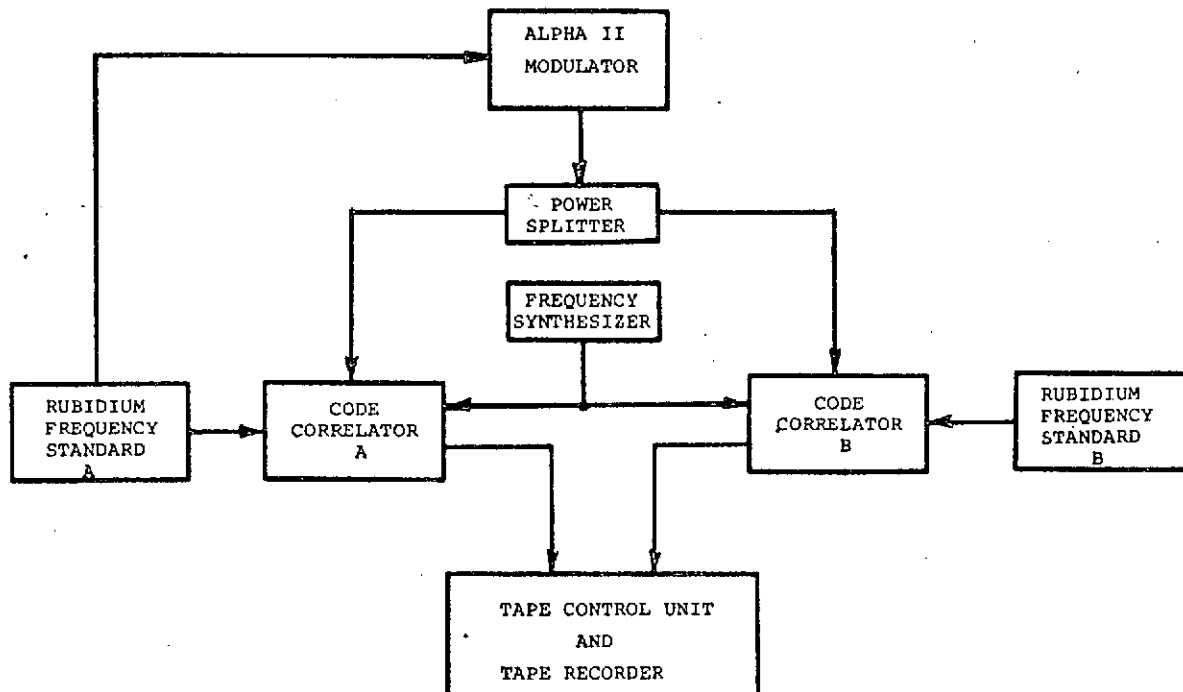 ALPHA II
MODULATOR
POWER
SPLITTER
FREQUENCY
SYNTHESIZER
RUBIDIUM
FREQUENCY
STANDARD
A
CODE
CORRELATOR
A
CODE
CORRELATOR
B
RUBIDIUM
FREQUENCY
STANDARD
B
TAPE CONTROL UNIT
AND
TAPE RECORDER